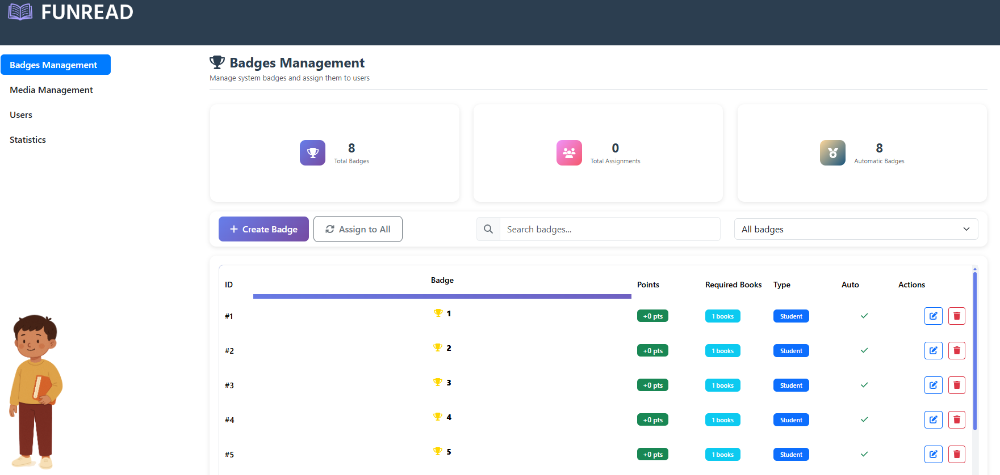 FUNREAD
Badges Management
Media Management
Users
Statistics
Badges Management
Manage system badges and assign them to users
8
Total Badges
0
Total Assignments
8
Automatic Badges
Create Badge
Assign to All
Search badges...
All badges
ID Badge Points Required Books Type Auto Actions
#1 1 +0 pts 1 books Student
#2 2 +0 pts 1 books Student
#3 3 +0 pts 1 books Student
#4 4 +0 pts 1 books Student
#5 5 +0 pts 1 books Student